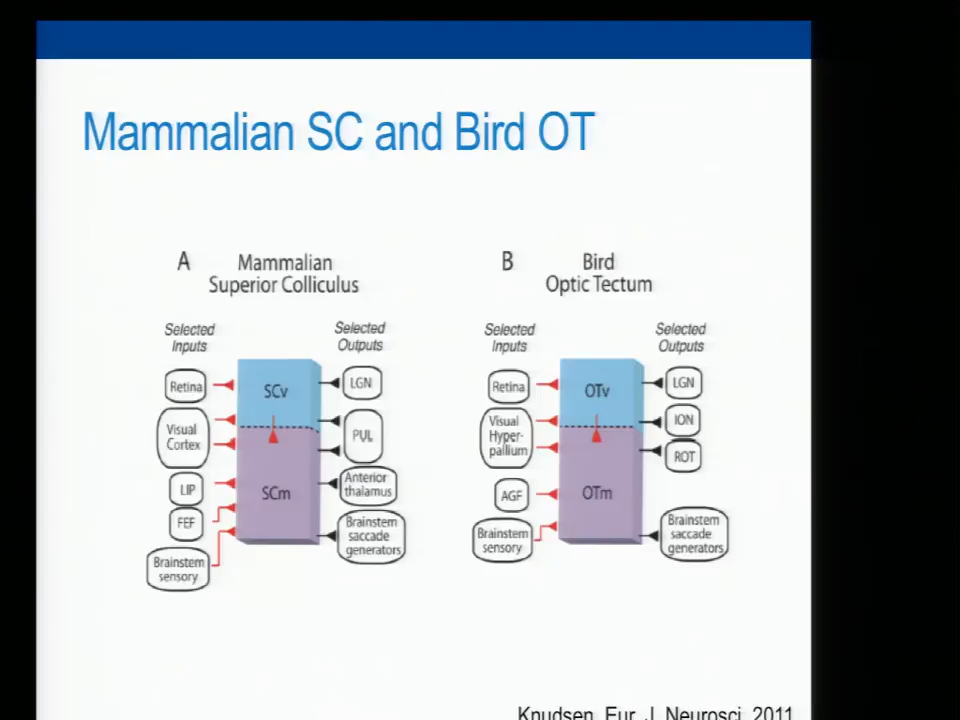 Mammalian SC and Bird OT
A
Mammalian
Superior Colliculus
Selected
Inputs
Selected
Outputs
Retina
Visual
Cortex
LIP
FEF
Brainstem
sensory
SCv
SCm
LGN
PUL
Anterior
thalamus
Brainstem
saccade
generators
B
Bird
Optic Tectum
Selected
Inputs
Selected
Outputs
Retina
Visual
Hyper-
pallium
AGF
Brainstem
sensory
OTv
OTm
LGN
ION
ROT
Brainstem
saccade
generators
Knudsen, Eur. J. Neurosci. 2011